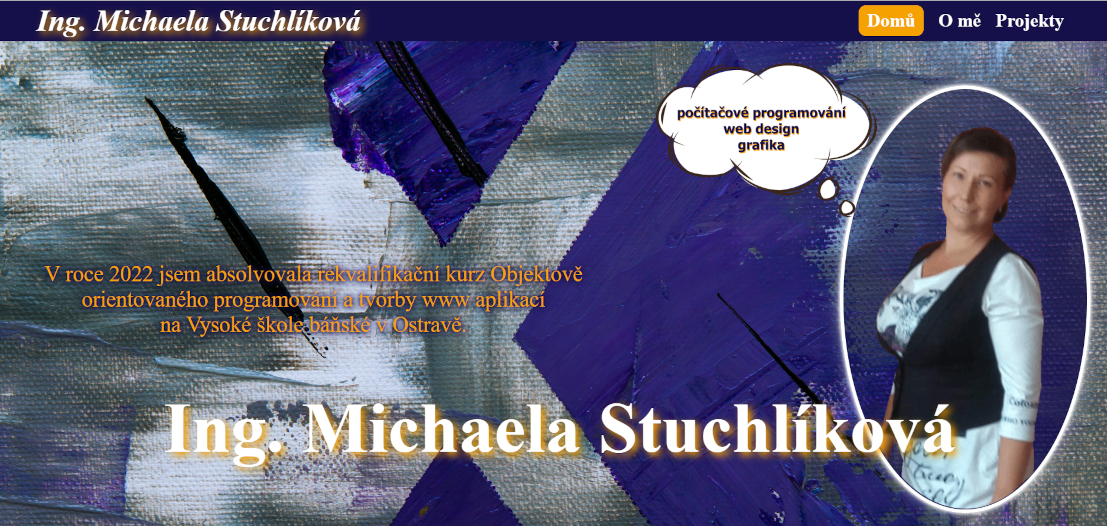 Ing. Michaela Stuchlíková
Domů O mě Projekty
počítačové programování
web design
grafika
V roce 2022 jsem absolvovala rekvalifikační kurz Objektově
orientovaného programování a tvorby www aplikací
na Vysoké škole báňské v Ostravě.
Ing. Michaela Stuchlíková